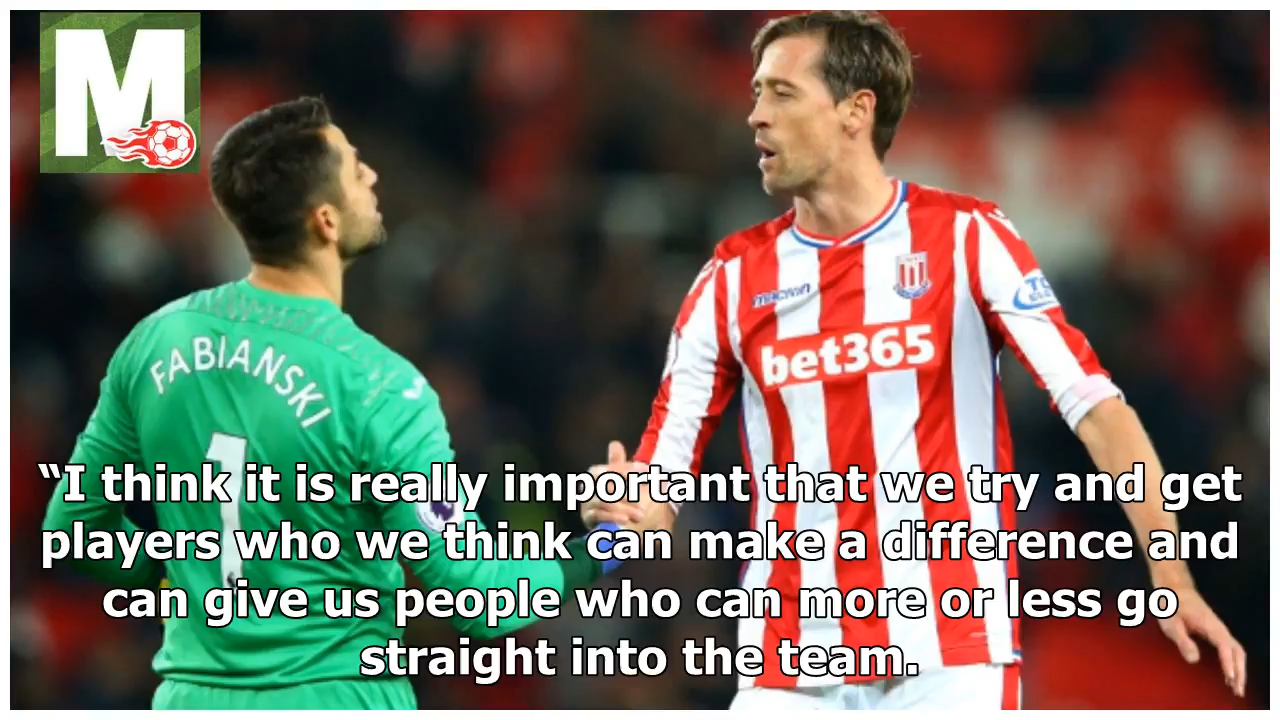 M
FABIANSKI
1
macron
bet365
“I think it is really important that we try and get
players who we think can make a difference and
can give us people who can more or less go
straight into the team.